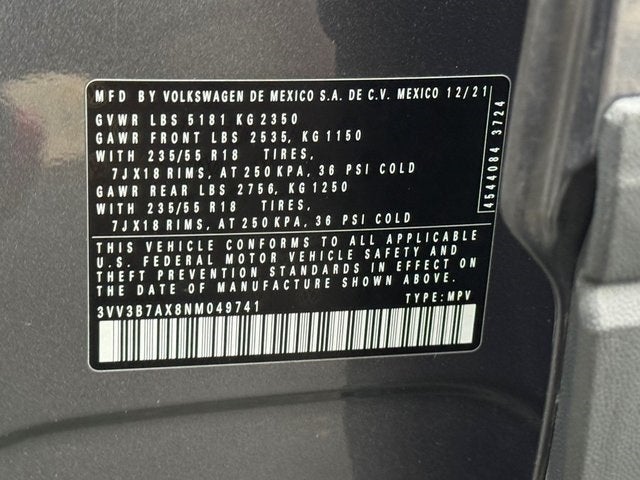 MFD BY VOLKSWAGEN DE MEXICO S.A. DE C.V. MEXICO 12/21
GVWR LBS 5181 KG 2350
GAWR FRONT LBS 2535, KG 1150
WITH 235/55 R18 TIRES,
7JX18 RIMS, AT 250 KPA, 36 PSI COLD
GAWR REAR LBS 2756, KG 1250
WITH 235/55 R18 TIRES,
7JX18 RIMS, AT 250 KPA, 36 PSI COLD
4544084 3724
THIS VEHICLE CONFORMS TO ALL APPLICABLE
U.S. FEDERAL MOTOR VEHICLE SAFETY AND
THEFT PREVENTION STANDARDS IN EFFECT ON
THE DATE OF MANUFACTURE SHOWN ABOVE.
3VV3B7AX8NM049741 TYPE: MPV